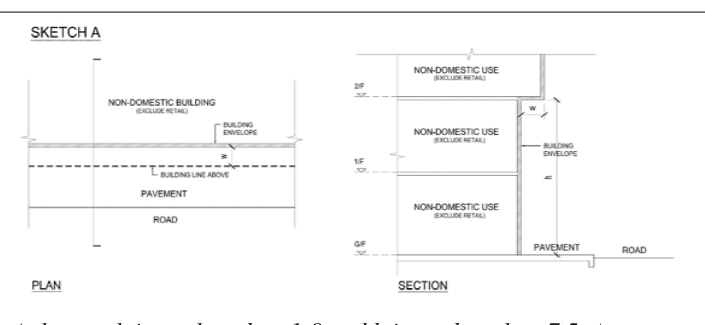 SKETCH A
NON-DOMESTIC BUILDING
(EXCLUDE RETAIL)
BUILDING
ENVELOPE
w
BUILDING LINE ABOVE
PAVEMENT
ROAD
PLAN
NON-DOMESTIC USE
(EXCLUDE RETAIL)
2/F
w
NON-DOMESTIC USE
(EXCLUDE RETAIL)
BUILDING
ENVELOPE
1/F
h
NON-DOMESTIC USE
(EXCLUDE RETAIL)
G/F
PAVEMENT
ROAD
SECTION